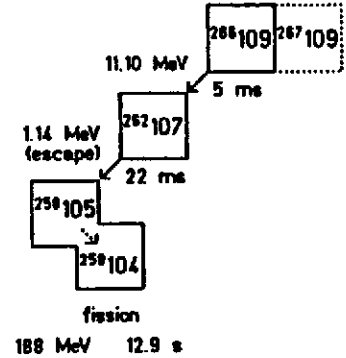 ²⁶⁶109 ²⁶⁷109
11.10 MeV
5 ms
²⁶²107
1.14 MeV
(escape)
22 ms
²⁵⁸105
²⁵⁸104
fission
188 MeV 12.9 s